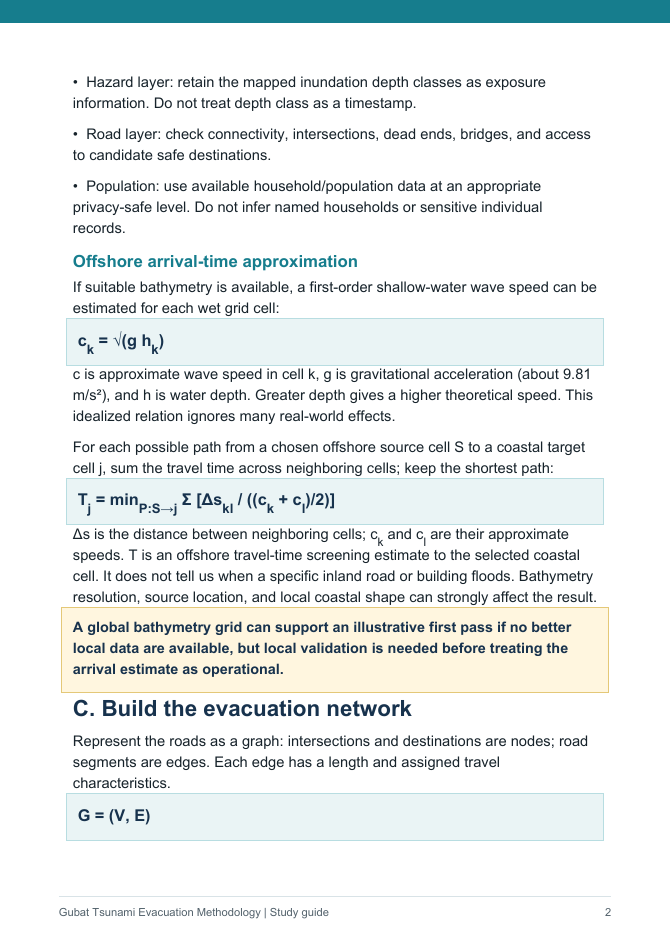 • Hazard layer: retain the mapped inundation depth classes as exposure
information. Do not treat depth class as a timestamp.
• Road layer: check connectivity, intersections, dead ends, bridges, and access
to candidate safe destinations.
• Population: use available household/population data at an appropriate
privacy-safe level. Do not infer named households or sensitive individual
records.
Offshore arrival-time approximation
If suitable bathymetry is available, a first-order shallow-water wave speed can be
estimated for each wet grid cell:
c_k = √(g h_k)
c is approximate wave speed in cell k, g is gravitational acceleration (about 9.81
m/s²), and h is water depth. Greater depth gives a higher theoretical speed. This
idealized relation ignores many real-world effects.
For each possible path from a chosen offshore source cell S to a coastal target
cell j, sum the travel time across neighboring cells; keep the shortest path:
T_j = min_P:S→j Σ [Δs_kl / ((c_k + c_l)/2)]
Δs is the distance between neighboring cells; c_k and c_l are their approximate
speeds. T is an offshore travel-time screening estimate to the selected coastal
cell. It does not tell us when a specific inland road or building floods. Bathymetry
resolution, source location, and local coastal shape can strongly affect the result.
A global bathymetry grid can support an illustrative first pass if no better
local data are available, but local validation is needed before treating the
arrival estimate as operational.
C. Build the evacuation network
Represent the roads as a graph: intersections and destinations are nodes; road
segments are edges. Each edge has a length and assigned travel
characteristics.
G = (V, E)
Gubat Tsunami Evacuation Methodology | Study guide
2